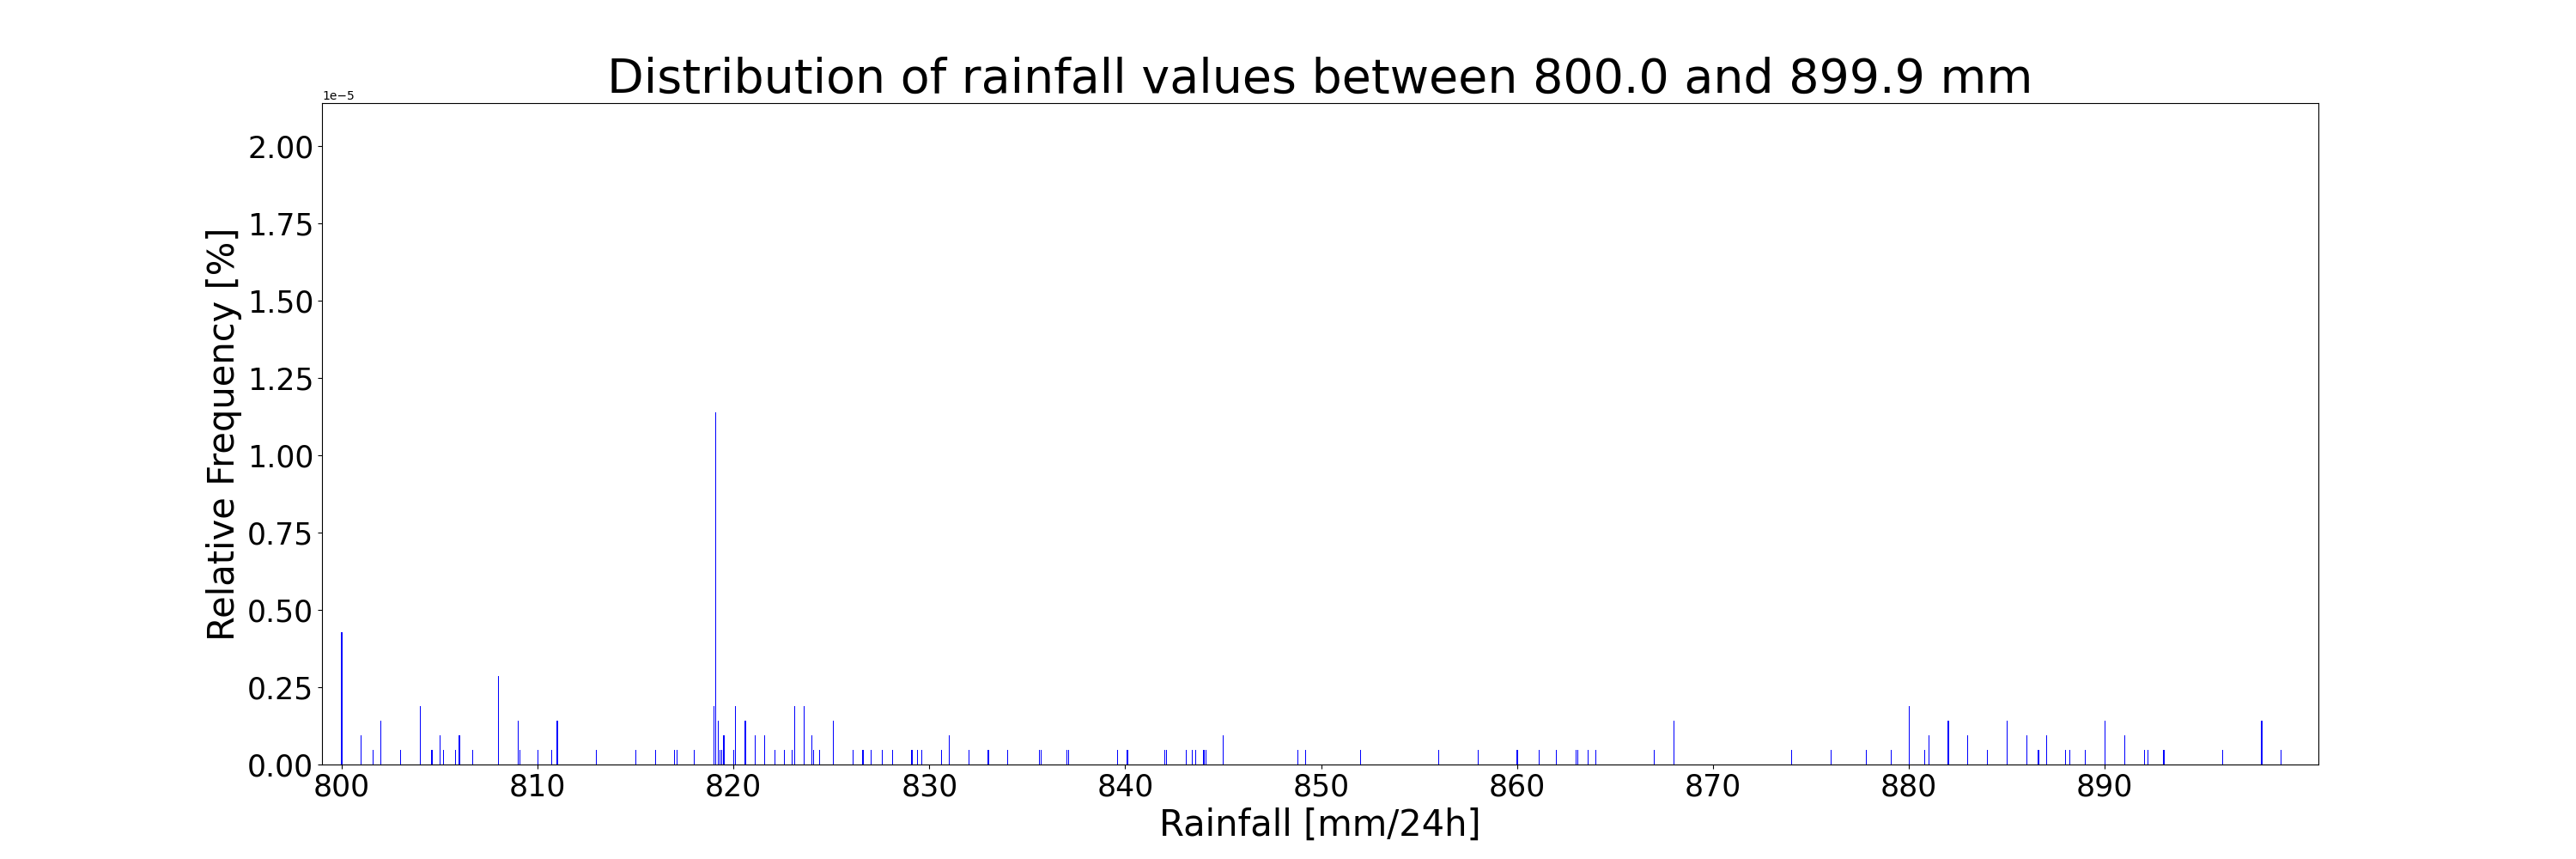 Distribution of rainfall values between 800.0 and 899.9 mm
1e−5
2.00
1.75
1.50
1.25
1.00
0.75
0.50
0.25
0.00
Relative Frequency [%]
800 810 820 830 840 850 860 870 880 890
Rainfall [mm/24h]